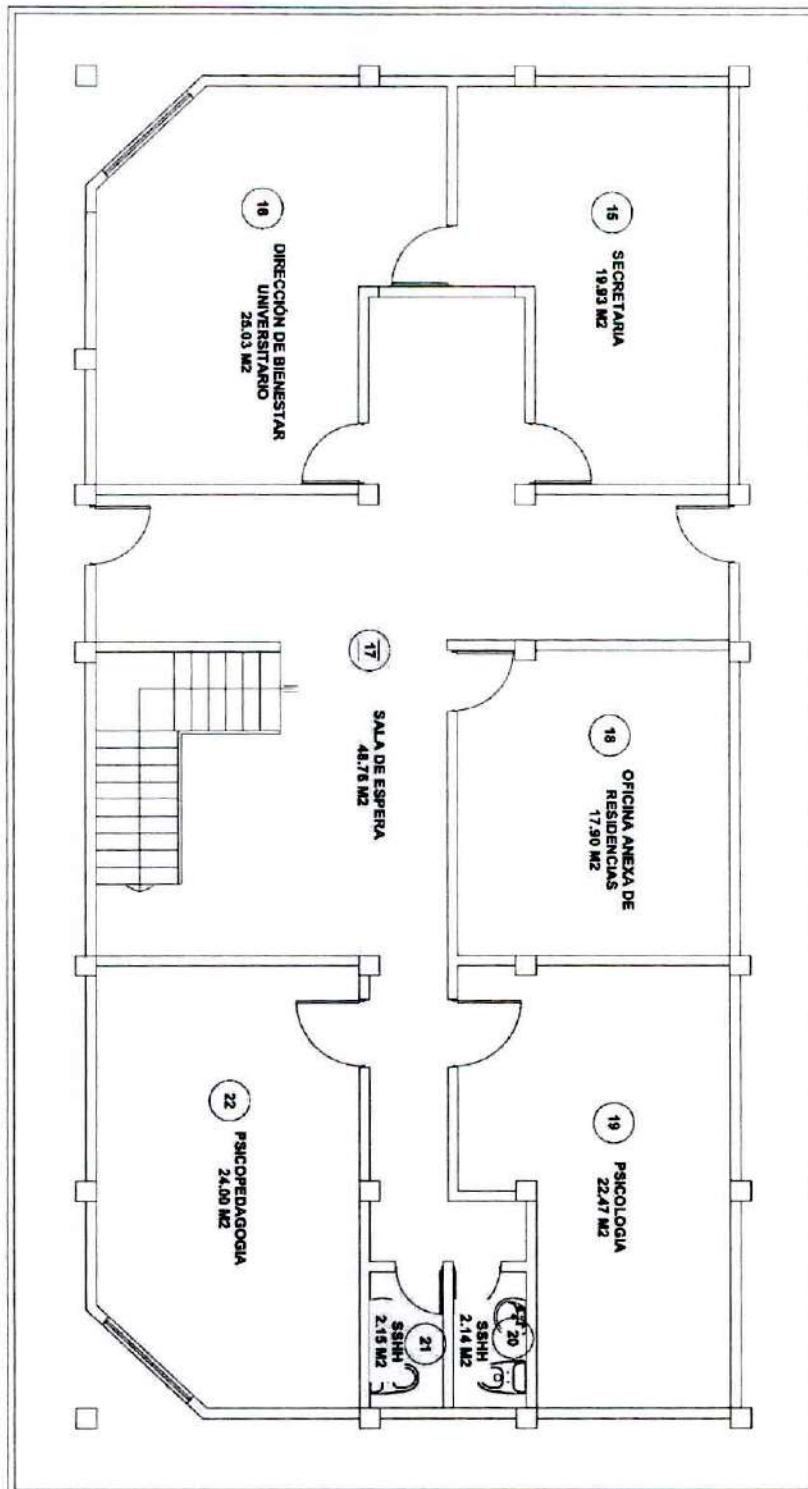 15
SECRETARIA
19.93 M2
16
DIRECCIÓN DE BIENESTAR
UNIVERSITARIO
25.03 M2
17
SALA DE ESPERA
48.76 M2
18
OFICINA ANEXA DE
RESIDENCIAS
17.90 M2
19
PSICOLOGIA
22.47 M2
20
SSHH
2.14 M2
21
SSHH
2.15 M2
22
PSICOPEDAGOGIA
24.00 M2